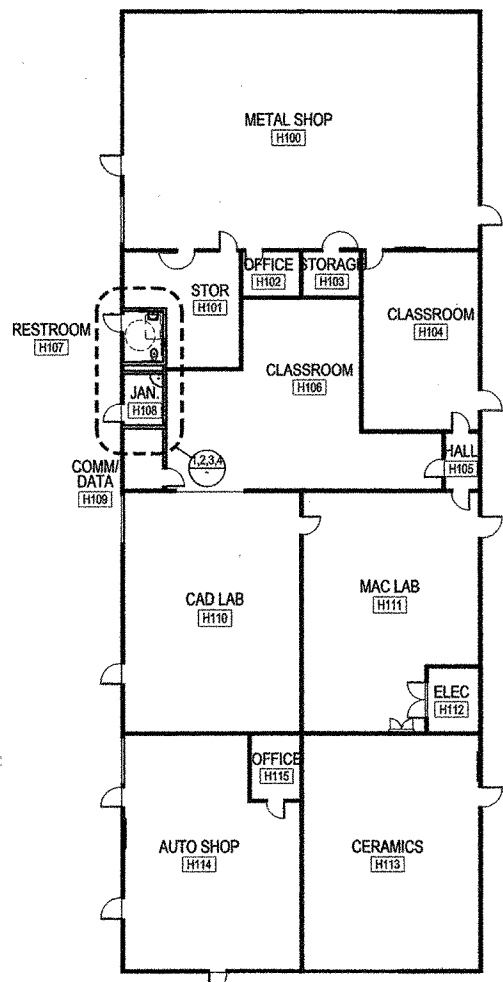 METAL SHOP
H100
OFFICE
H102
STORAGE
H103
STOR
H101
CLASSROOM
H104
RESTROOM
H107
CLASSROOM
H106
JAN.
H108
HALL
H105
COMM/
DATA
H109
1,2,3,4
-
CAD LAB
H110
MAC LAB
H111
ELEC
H112
OFFICE
H115
AUTO SHOP
H114
CERAMICS
H113